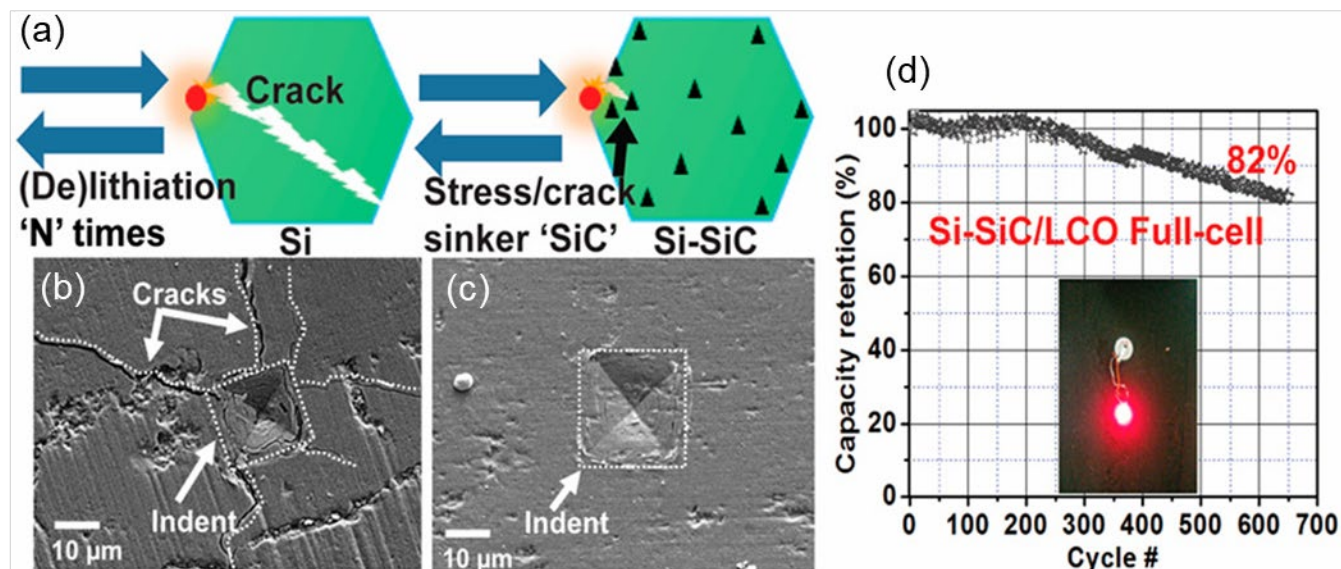 (a)
Crack
(De)lithiation
‘N’ times
Si
Stress/crack
sinker ‘SiC’
Si-SiC
(b)
Cracks
Indent
10 µm
(c)
Indent
10 µm
(d)
Capacity retention (%)
100
80
60
40
20
0
82%
Si-SiC/LCO Full-cell
0 100 200 300 400 500 600 700
Cycle #